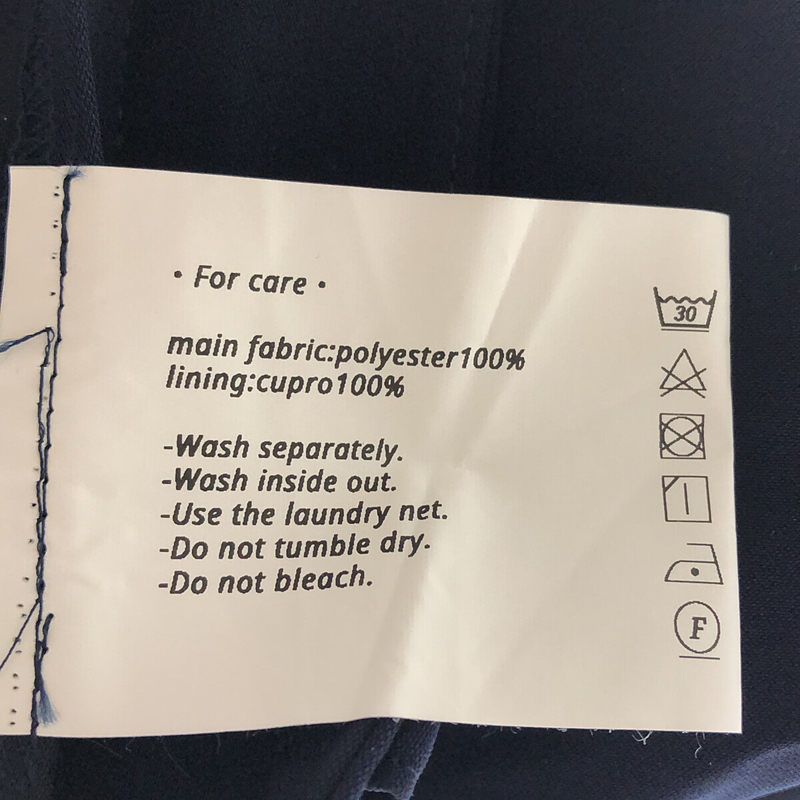 • For care •
main fabric:polyester100%
lining:cupro100%
-Wash separately.
-Wash inside out.
-Use the laundry net.
-Do not tumble dry.
-Do not bleach.
30
F